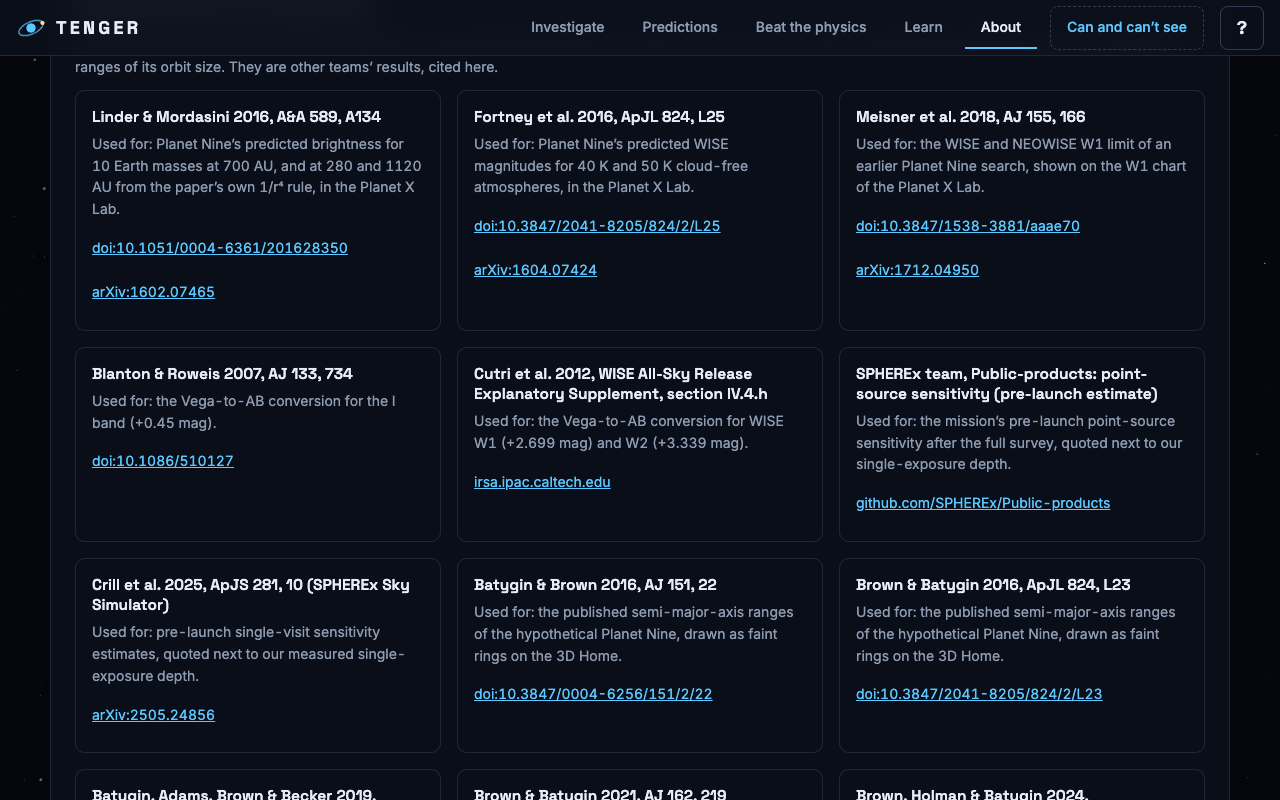 TENGER
Investigate
Predictions
Beat the physics
Learn
About
Can and can't see
?
ranges of its orbit size. They are other teams’ results, cited here.
Linder & Mordasini 2016, A&A 589, A134
Used for: Planet Nine’s predicted brightness for
10 Earth masses at 700 AU, and at 280 and 1120
AU from the paper’s own 1/r⁴ rule, in the Planet X
Lab.
doi:10.1051/0004-6361/201628350
arXiv:1602.07465
Fortney et al. 2016, ApJL 824, L25
Used for: Planet Nine’s predicted WISE
magnitudes for 40 K and 50 K cloud-free
atmospheres, in the Planet X Lab.
doi:10.3847/2041-8205/824/2/L25
arXiv:1604.07424
Meisner et al. 2018, AJ 155, 166
Used for: the WISE and NEOWISE W1 limit of an
earlier Planet Nine search, shown on the W1 chart
of the Planet X Lab.
doi:10.3847/1538-3881/aaae70
arXiv:1712.04950
Blanton & Roweis 2007, AJ 133, 734
Used for: the Vega-to-AB conversion for the I
band (+0.45 mag).
doi:10.1086/510127
Cutri et al. 2012, WISE All-Sky Release
Explanatory Supplement, section IV.4.h
Used for: the Vega-to-AB conversion for WISE
W1 (+2.699 mag) and W2 (+3.339 mag).
irsa.ipac.caltech.edu
SPHEREx team, Public-products: point-
source sensitivity (pre-launch estimate)
Used for: the mission’s pre-launch point-source
sensitivity after the full survey, quoted next to our
single-exposure depth.
github.com/SPHEREx/Public-products
Crill et al. 2025, ApJS 281, 10 (SPHEREx Sky
Simulator)
Used for: pre-launch single-visit sensitivity
estimates, quoted next to our measured single-
exposure depth.
arXiv:2505.24856
Batygin & Brown 2016, AJ 151, 22
Used for: the published semi-major-axis ranges
of the hypothetical Planet Nine, drawn as faint
rings on the 3D Home.
doi:10.3847/0004-6256/151/2/22
Brown & Batygin 2016, ApJL 824, L23
Used for: the published semi-major-axis ranges
of the hypothetical Planet Nine, drawn as faint
rings on the 3D Home.
doi:10.3847/2041-8205/824/2/L23
Batygin, Adams, Brown & Becker 2019,
Brown & Batygin 2021, AJ 162, 219
Brown, Holman & Batygin 2024,